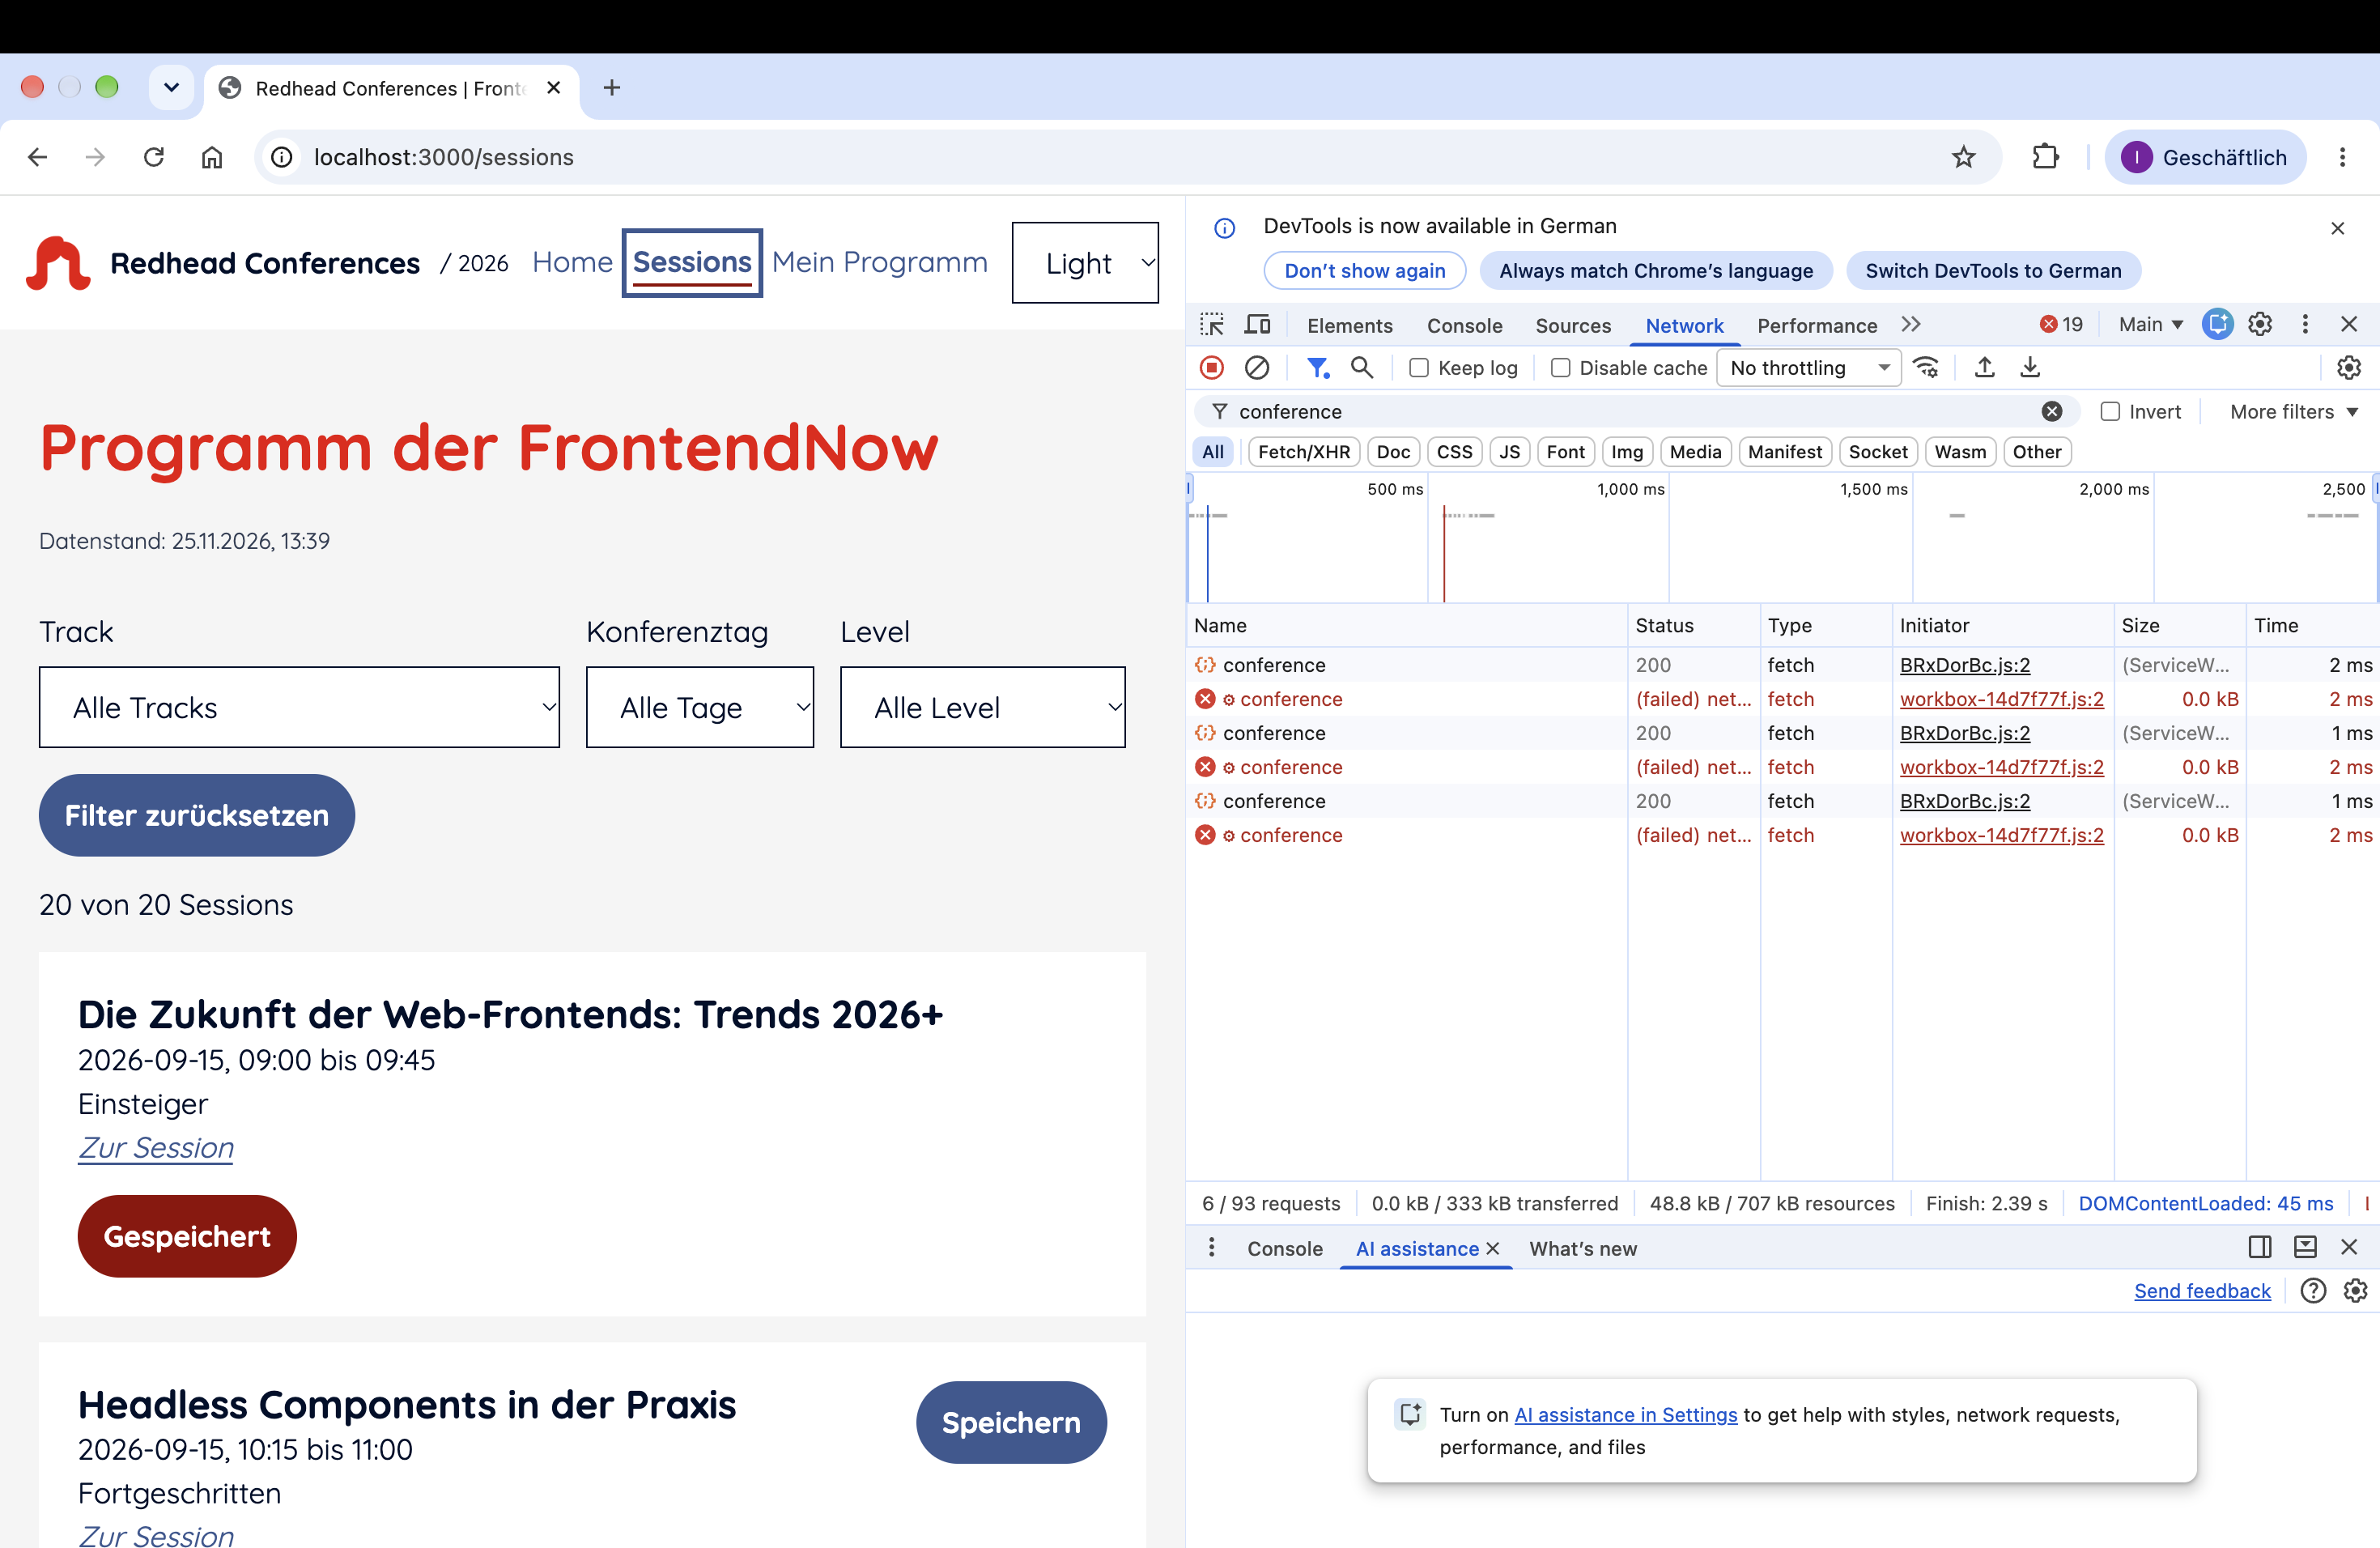 Redhead Conferences | Fronte
localhost:3000/sessions
I Geschäftlich
Redhead Conferences / 2026 Home Sessions Mein Programm Light
Programm der FrontendNow
Datenstand: 25.11.2026, 13:39
Track Konferenztag Level
Alle Tracks Alle Tage Alle Level
Filter zurücksetzen
20 von 20 Sessions
Die Zukunft der Web-Frontends: Trends 2026+
2026-09-15, 09:00 bis 09:45
Einsteiger
Zur Session
Gespeichert
Headless Components in der Praxis
2026-09-15, 10:15 bis 11:00
Fortgeschritten
Zur Session
Speichern
DevTools is now available in German
Don't show again Always match Chrome's language Switch DevTools to German
Elements Console Sources Network Performance 19 Main
Keep log Disable cache No throttling
conference Invert More filters
All Fetch/XHR Doc CSS JS Font Img Media Manifest Socket Wasm Other
500 ms 1,000 ms 1,500 ms 2,000 ms 2,500
Name Status Type Initiator Size Time
conference 200 fetch BRxDorBc.js:2 (ServiceW... 2 ms
conference (failed) net... fetch workbox-14d7f77f.js:2 0.0 kB 2 ms
conference 200 fetch BRxDorBc.js:2 (ServiceW... 1 ms
conference (failed) net... fetch workbox-14d7f77f.js:2 0.0 kB 2 ms
conference 200 fetch BRxDorBc.js:2 (ServiceW... 1 ms
conference (failed) net... fetch workbox-14d7f77f.js:2 0.0 kB 2 ms
6 / 93 requests 0.0 kB / 333 kB transferred 48.8 kB / 707 kB resources Finish: 2.39 s DOMContentLoaded: 45 ms
Console AI assistance What's new
Send feedback
Turn on AI assistance in Settings to get help with styles, network requests,
performance, and files